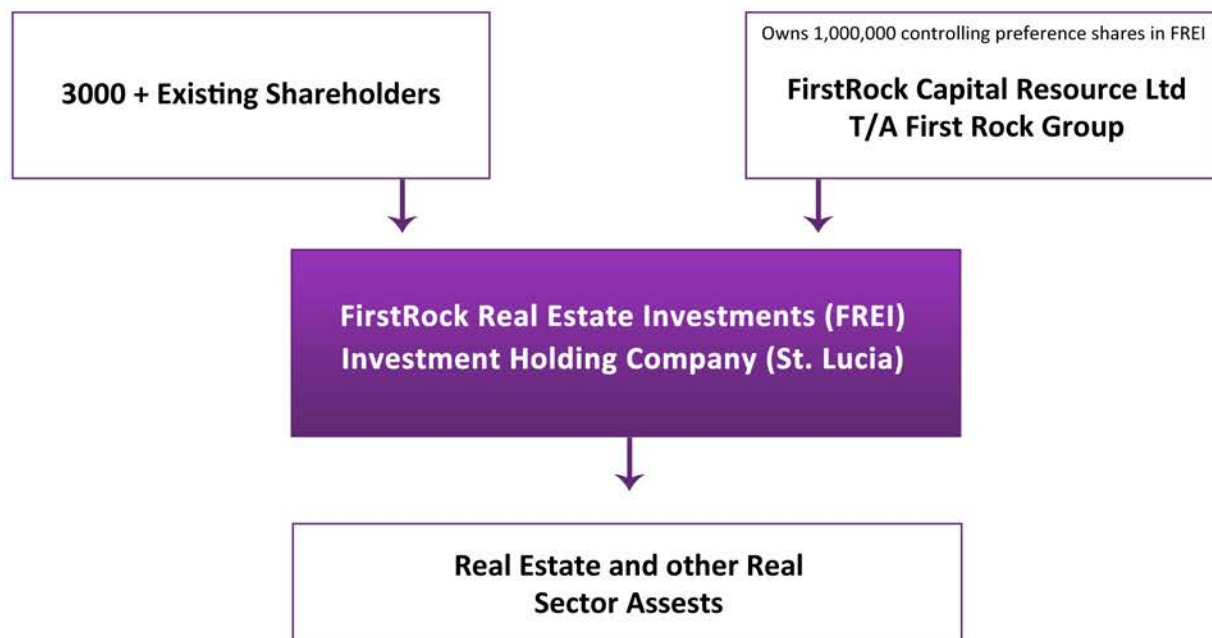 3000 + Existing Shareholders
Owns 1,000,000 controlling preference shares in FREI
FirstRock Capital Resource Ltd
T/A First Rock Group
FirstRock Real Estate Investments (FREI)
Investment Holding Company (St. Lucia)
Real Estate and other Real
Sector Assests